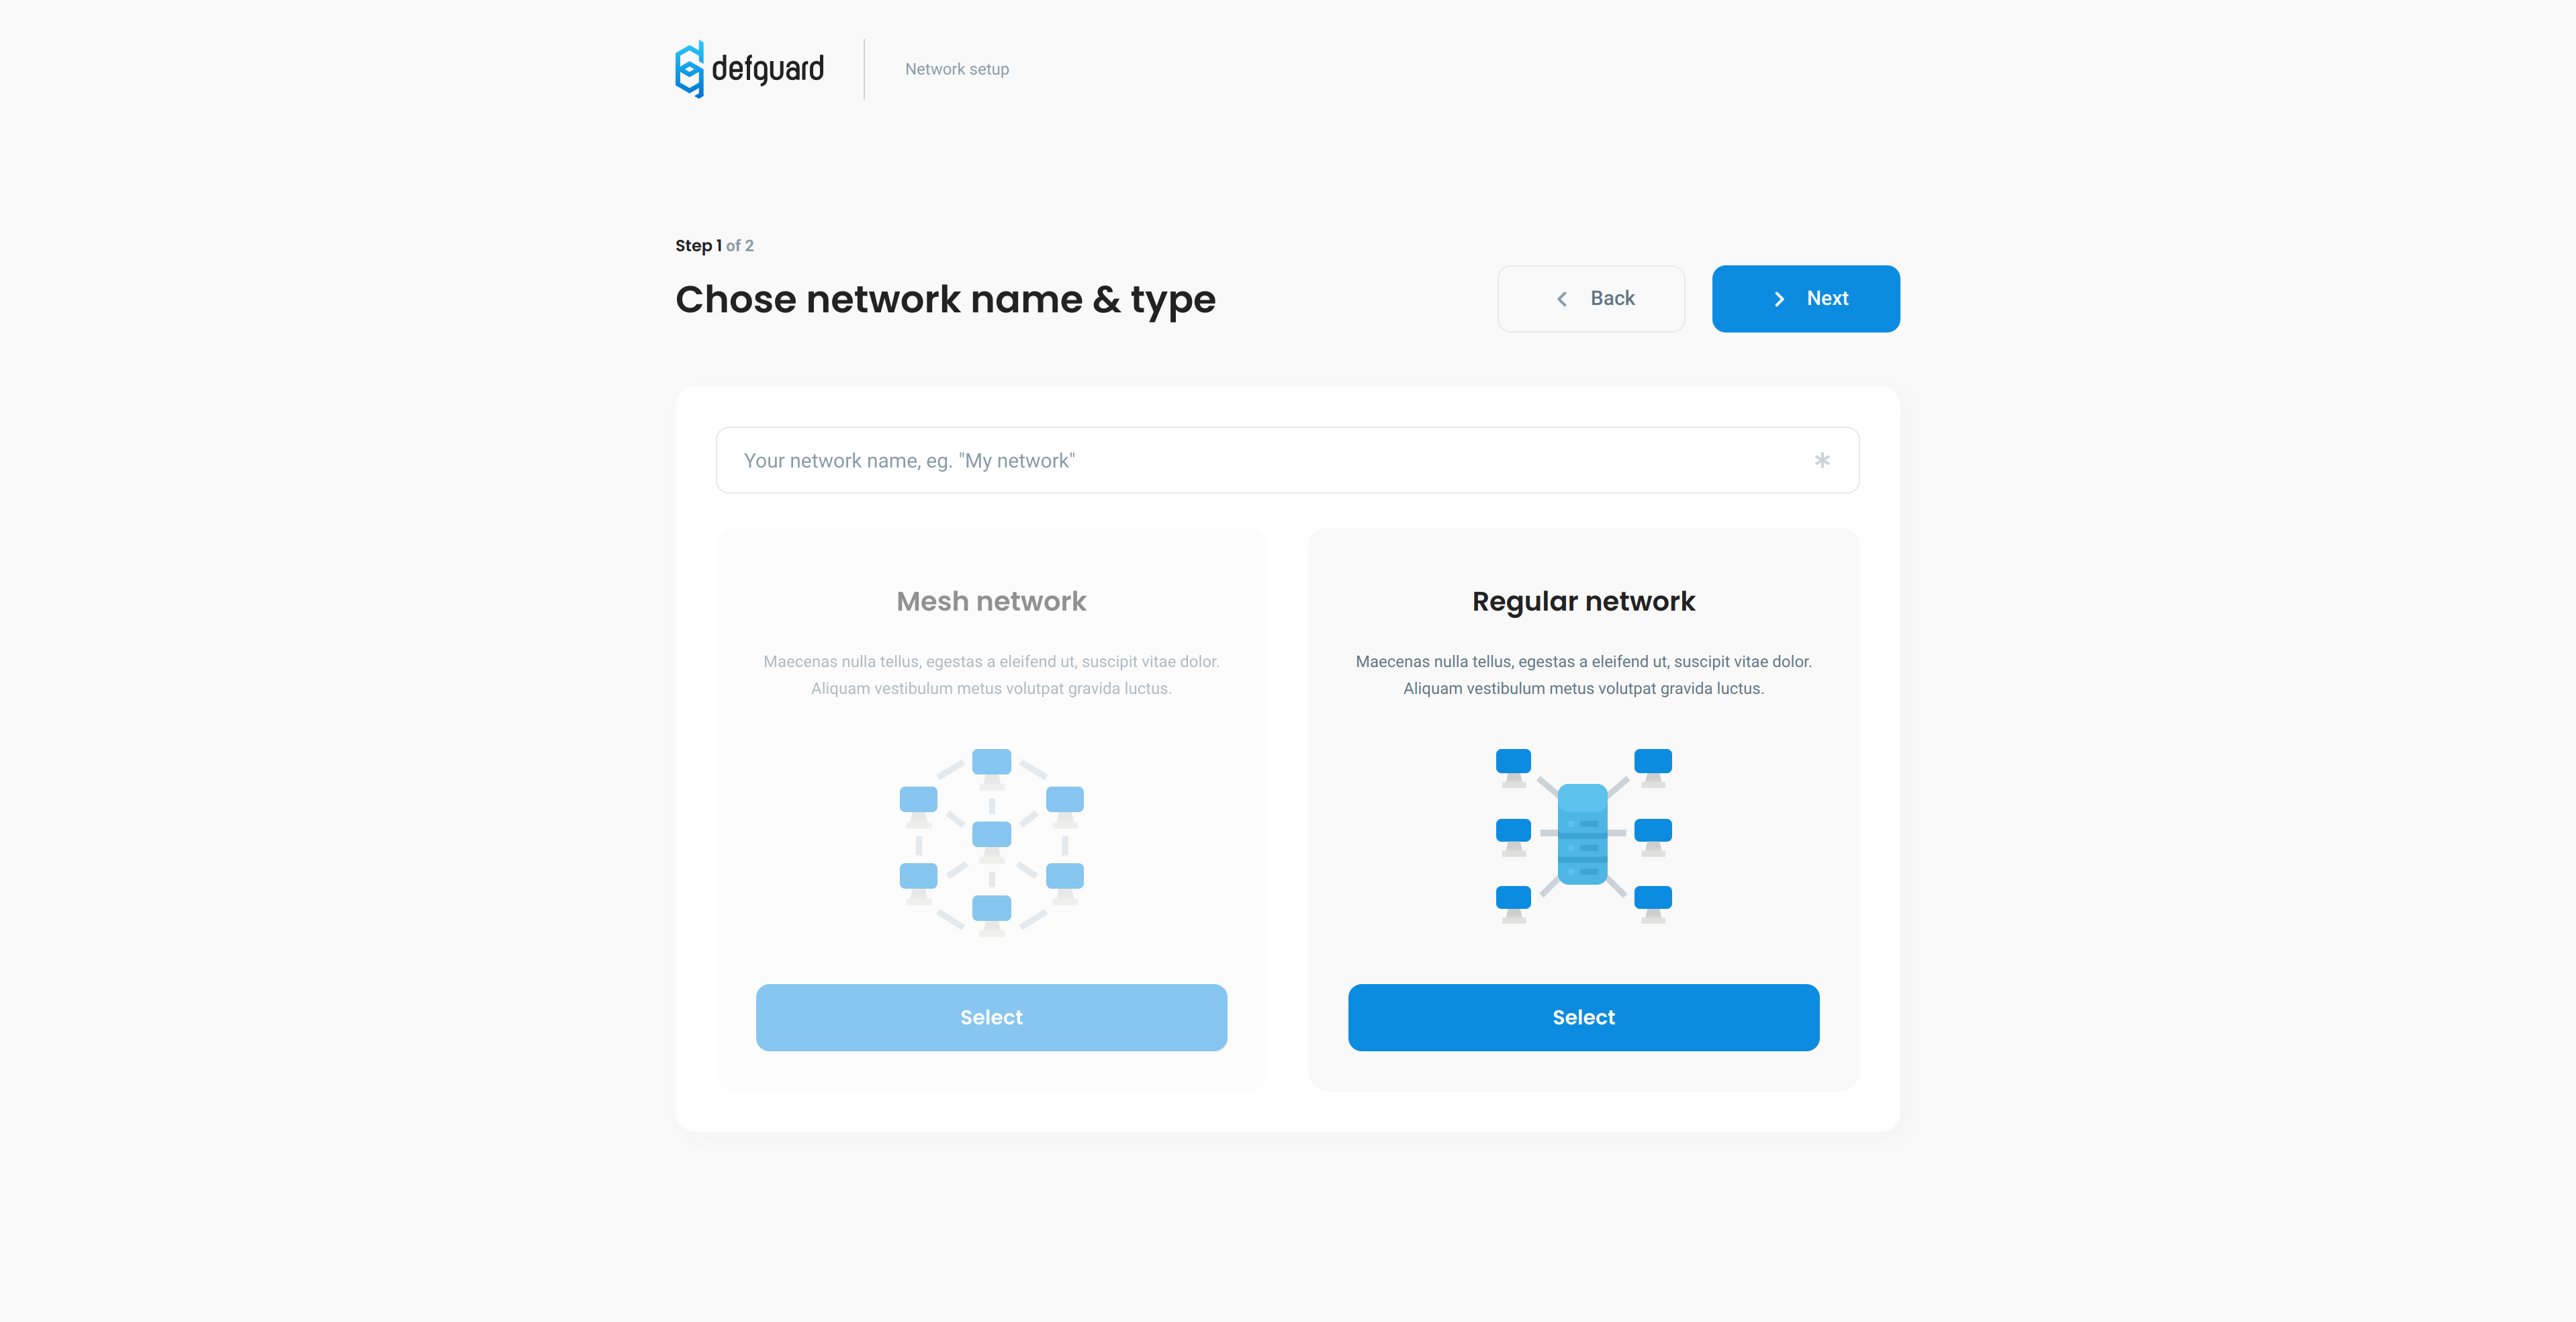 defguard
Network setup
Step 1 of 2
Chose network name & type
Back
Next
Your network name, eg. "My network"
*
Mesh network
Maecenas nulla tellus, egestas a eleifend ut, suscipit vitae dolor.
Aliquam vestibulum metus volutpat gravida luctus.
Select
Regular network
Maecenas nulla tellus, egestas a eleifend ut, suscipit vitae dolor.
Aliquam vestibulum metus volutpat gravida luctus.
Select